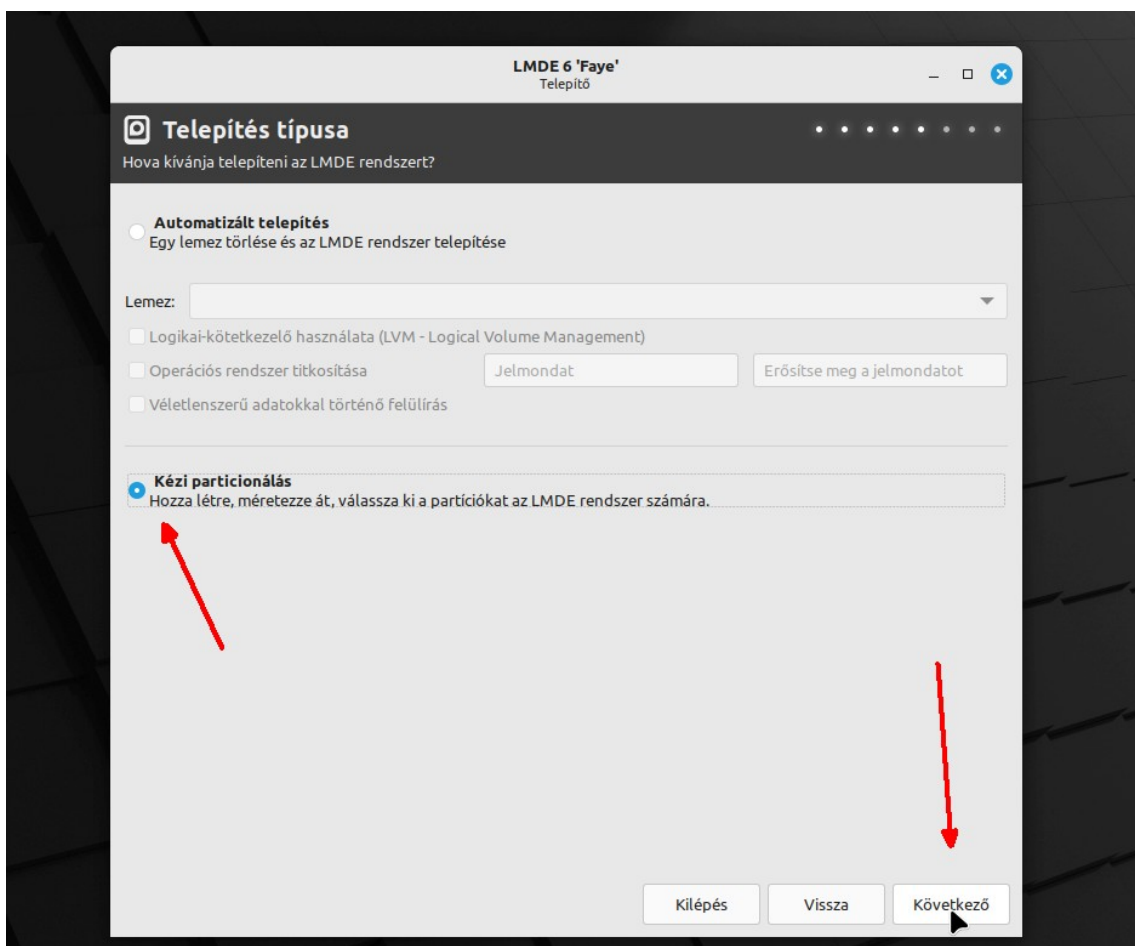 LMDE 6 'Faye'
Telepítő
Telepítés típusa
Hova kívánja telepíteni az LMDE rendszert?
Automatizált telepítés
Egy lemez törlése és az LMDE rendszer telepítése
Lemez:
Logikai-kötetkezelő használata (LVM - Logical Volume Management)
Operációs rendszer titkosítása Jelmondat Erősítse meg a jelmondatot
Véletlenszerű adatokkal történő felülírás
Kézi particionálás
Hozza létre, méretezze át, válassza ki a partíciókat az LMDE rendszer számára.
Kilépés Vissza Következő